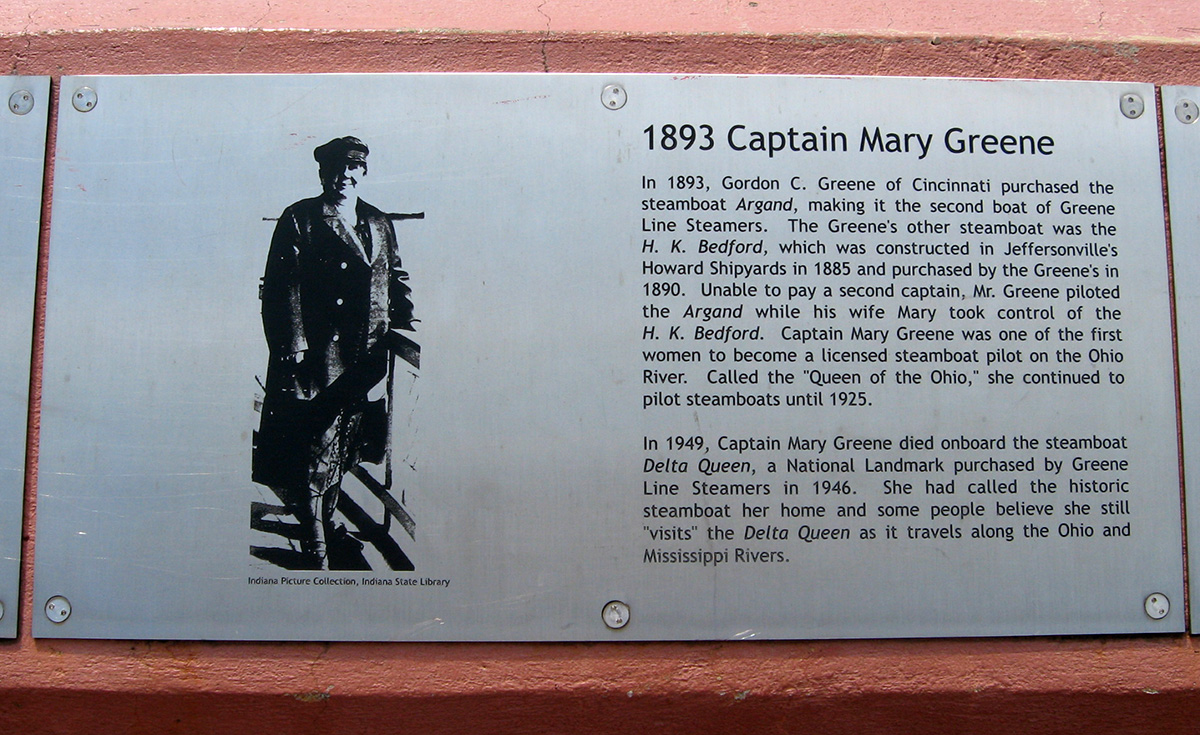 1893 Captain Mary Greene
In 1893, Gordon C. Greene of Cincinnati purchased the
steamboat Argand, making it the second boat of Greene
Line Steamers. The Greene's other steamboat was the
H. K. Bedford, which was constructed in Jeffersonville's
Howard Shipyards in 1885 and purchased by the Greene's in
1890. Unable to pay a second captain, Mr. Greene piloted
the Argand while his wife Mary took control of the
H. K. Bedford. Captain Mary Greene was one of the first
women to become a licensed steamboat pilot on the Ohio
River. Called the "Queen of the Ohio," she continued to
pilot steamboats until 1925.
In 1949, Captain Mary Greene died onboard the steamboat
Delta Queen, a National Landmark purchased by Greene
Line Steamers in 1946. She had called the historic
steamboat her home and some people believe she still
"visits" the Delta Queen as it travels along the Ohio and
Mississippi Rivers.
Indiana Picture Collection, Indiana State Library